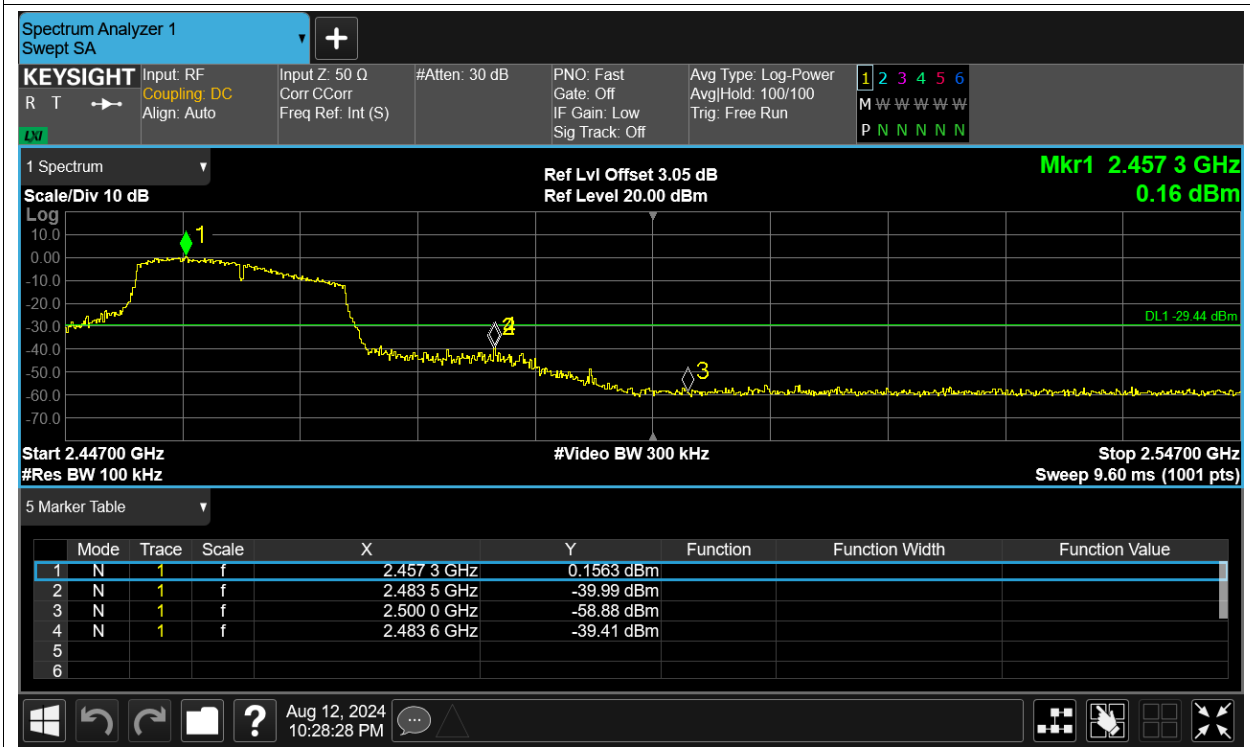 Spectrum Analyzer 1
Swept SA
KEYSIGHT
R T
LXI
Input: RF
Coupling: DC
Align: Auto
Input Z: 50 Ω
Corr CCorr
Freq Ref: Int (S)
#Atten: 30 dB
PNO: Fast
Gate: Off
IF Gain: Low
Sig Track: Off
Avg Type: Log-Power
Avg|Hold: 100/100
Trig: Free Run
1 2 3 4 5 6
M W W W W W
P N N N N N
1 Spectrum
Scale/Div 10 dB
Ref Lvl Offset 3.05 dB
Ref Level 20.00 dBm
Mkr1 2.457 3 GHz
0.16 dBm
Log
10.0
0.00
-10.0
-20.0
-30.0
-40.0
-50.0
-60.0
-70.0
1
2
4
3
DL1 -29.44 dBm
Start 2.44700 GHz
#Video BW 300 kHz
Stop 2.54700 GHz
#Res BW 100 kHz
Sweep 9.60 ms (1001 pts)
5 Marker Table
Mode Trace Scale X Y Function Function Width Function Value
1 N 1 f 2.457 3 GHz 0.1563 dBm
2 N 1 f 2.483 5 GHz -39.99 dBm
3 N 1 f 2.500 0 GHz -58.88 dBm
4 N 1 f 2.483 6 GHz -39.41 dBm
5
6
?
Aug 12, 2024
10:28:28 PM